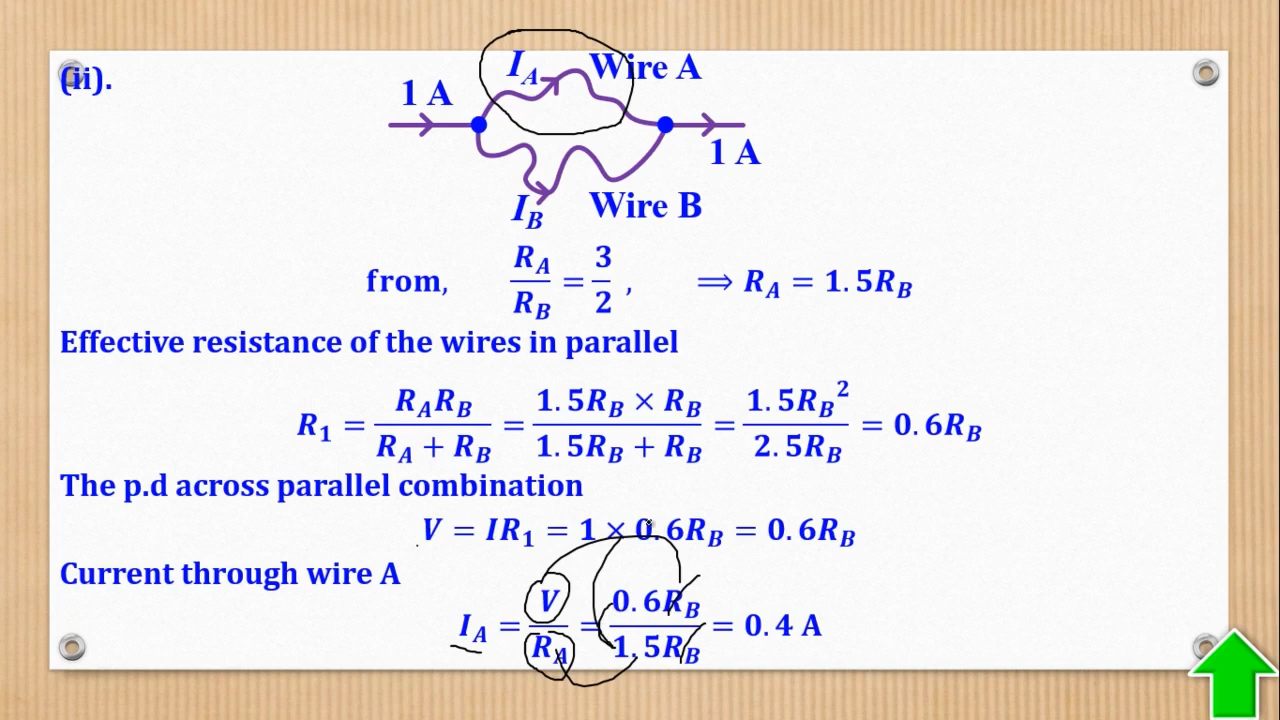 (ii).
I_A Wire A
1 A
1 A
I_B Wire B
from, R_A/R_B = 3/2 , ⟹ R_A = 1.5R_B
Effective resistance of the wires in parallel
R_1 = R_A R_B/(R_A + R_B) = (1.5R_B × R_B)/(1.5R_B + R_B) = 1.5R_B²/2.5R_B = 0.6R_B
The p.d across parallel combination
V = IR_1 = 1 × 0.6R_B = 0.6R_B
Current through wire A
I_A = V/R_A = 0.6R_B/1.5R_B = 0.4 A